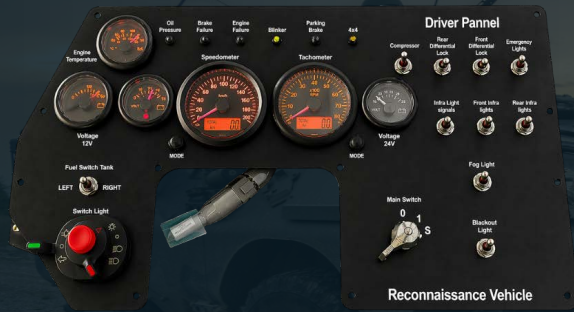 Driver Pannel
Oil
Pressure
Brake
Failure
Engine
Failure
Blinker
Parking
Brake
4x4
Compressor
Rear
Differential
Lock
Front
Differential
Lock
Emergency
Lights
Engine
Temperature
Speedometer
Tachometer
x100
RPM
Infra Light
signals
Front Infra
lights
Rear Infra
lights
VOLT
Voltage
12V
MODE
MODE
Voltage
24V
Fuel Switch Tank
LEFT
RIGHT
Fog Light
Main Switch
0
1
S
Switch Light
Blackout
Light
Reconnaissance Vehicle